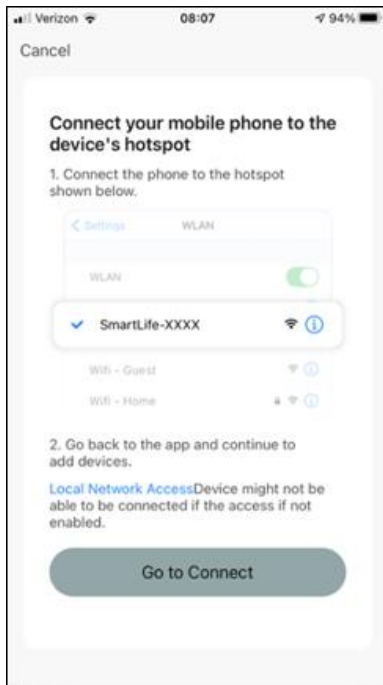 Verizon 08:07 94%
Cancel
Connect your mobile phone to the
device's hotspot
1. Connect the phone to the hotspot
shown below.
Settings WLAN
WLAN
SmartLife-XXXX
Wifi - Guest
Wifi - Home
2. Go back to the app and continue to
add devices.
Local Network AccessDevice might not be
able to be connected if the access if not
enabled.
Go to Connect